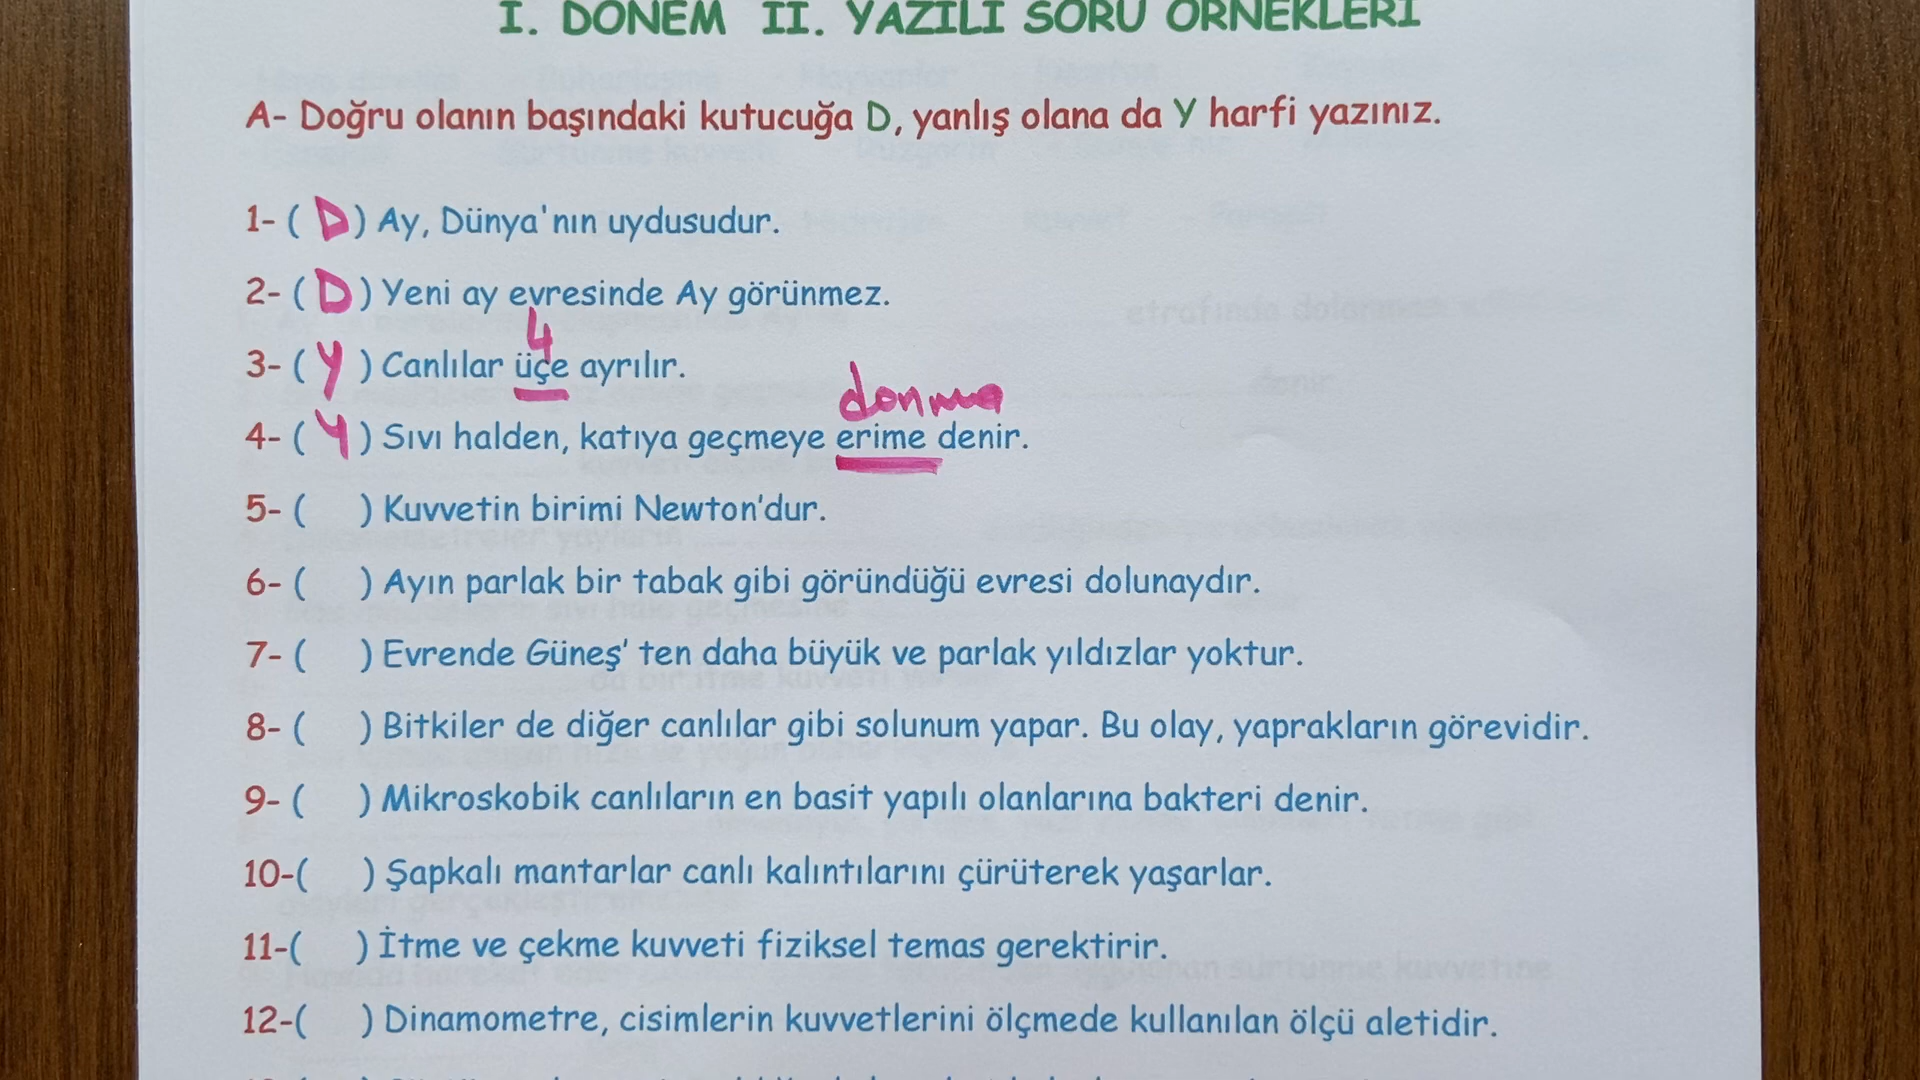 I. DÖNEM II. YAZILI SORU ÖRNEKLERİ
A- Doğru olanın başındaki kutucuğa D, yanlış olana da Y harfi yazınız.
1- ( D ) Ay, Dünya'nın uydusudur.
2- ( D ) Yeni ay evresinde Ay görünmez.
4
3- ( Y ) Canlılar üçe ayrılır.
donma
4- ( Y ) Sıvı halden, katıya geçmeye erime denir.
5- ( ) Kuvvetin birimi Newton'dur.
6- ( ) Ayın parlak bir tabak gibi göründüğü evresi dolunaydır.
7- ( ) Evrende Güneş' ten daha büyük ve parlak yıldızlar yoktur.
8- ( ) Bitkiler de diğer canlılar gibi solunum yapar. Bu olay, yaprakların görevidir.
9- ( ) Mikroskobik canlıların en basit yapılı olanlarına bakteri denir.
10-( ) Şapkalı mantarlar canlı kalıntılarını çürüterek yaşarlar.
11-( ) İtme ve çekme kuvveti fiziksel temas gerektirir.
12-( ) Dinamometre, cisimlerin kuvvetlerini ölçmede kullanılan ölçü aletidir.